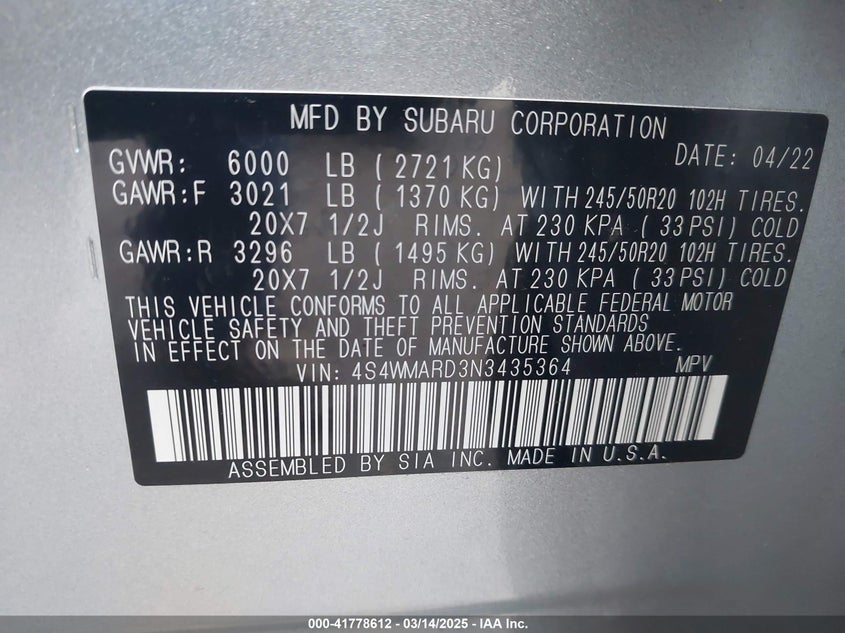 MFD BY SUBARU CORPORATION
DATE: 04/22
GVWR: 6000 LB ( 2721 KG)
GAWR:F 3021 LB ( 1370 KG) WITH 245/50R20 102H TIRES.
20X7 1/2J RIMS. AT 230 KPA ( 33 PSI) COLD
GAWR:R 3296 LB ( 1495 KG) WITH 245/50R20 102H TIRES.
20X7 1/2J RIMS. AT 230 KPA ( 33 PSI) COLD
THIS VEHICLE CONFORMS TO ALL APPLICABLE FEDERAL MOTOR
VEHICLE SAFETY AND THEFT PREVENTION STANDARDS
IN EFFECT ON THE DATE OF MANUFACTURE SHOWN ABOVE.
VIN: 4S4WMARD3N3435364 MPV
ASSEMBLED BY SIA INC. MADE IN U.S.A.
000-41778612 - 03/14/2025 - IAA Inc.